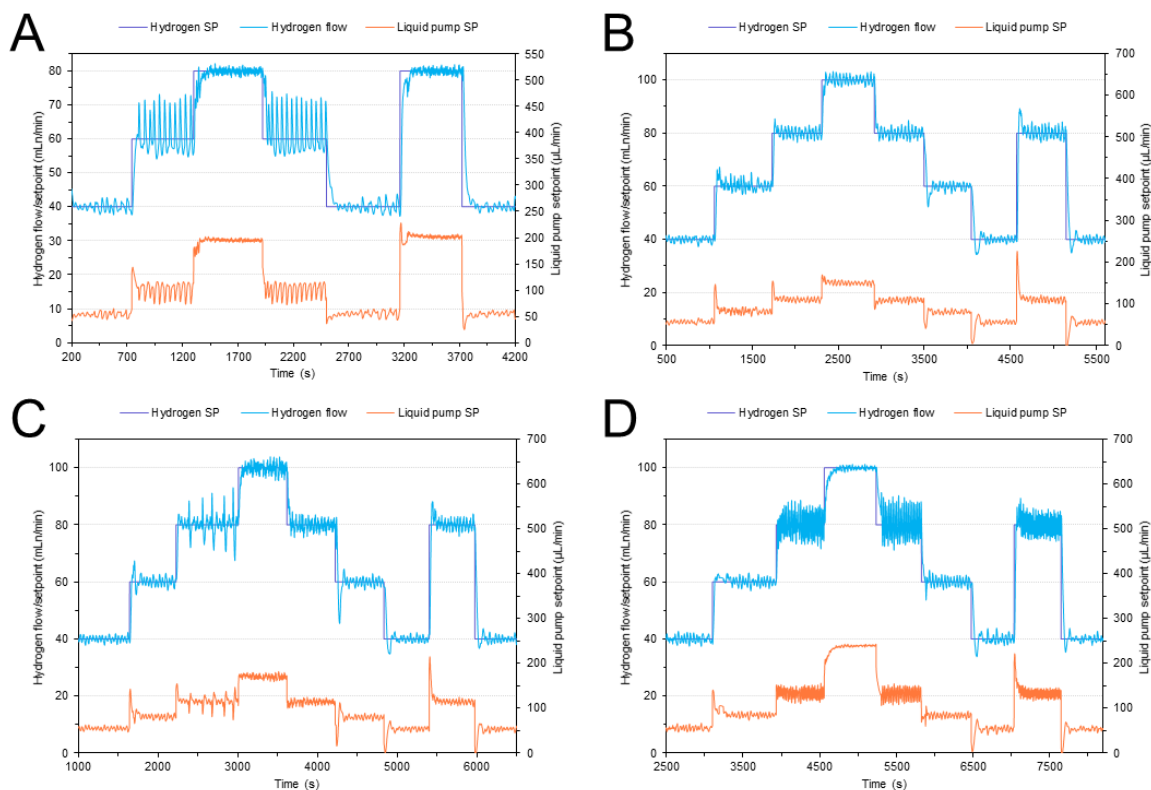 A
Hydrogen SP Hydrogen flow Liquid pump SP
Hydrogen flow/setpoint (mLn/min)
80
70
60
50
40
30
20
10
0
550
500
450
400
350
300
250
200
150
100
50
0
Liquid pump setpoint (µL/min)
200 700 1200 1700 2200 2700 3200 3700 4200
Time (s)
B
Hydrogen SP Hydrogen flow Liquid pump SP
Hydrogen flow/setpoint (mLn/min)
100
80
60
40
20
0
700
600
500
400
300
200
100
0
Liquid pump setpoint (µL/min)
500 1500 2500 3500 4500 5500
Time (s)
C
Hydrogen SP Hydrogen flow Liquid pump SP
Hydrogen flow/setpoint (mLn/min)
100
80
60
40
20
0
700
600
500
400
300
200
100
0
Liquid pump setpoint (µL/min)
1000 2000 3000 4000 5000 6000
Time (s)
D
Hydrogen SP Hydrogen flow Liquid pump SP
Hydrogen flow/setpoint (mLn/min)
100
80
60
40
20
0
700
600
500
400
300
200
100
0
Liquid pump setpoint (µL/min)
2500 3500 4500 5500 6500 7500
Time (s)